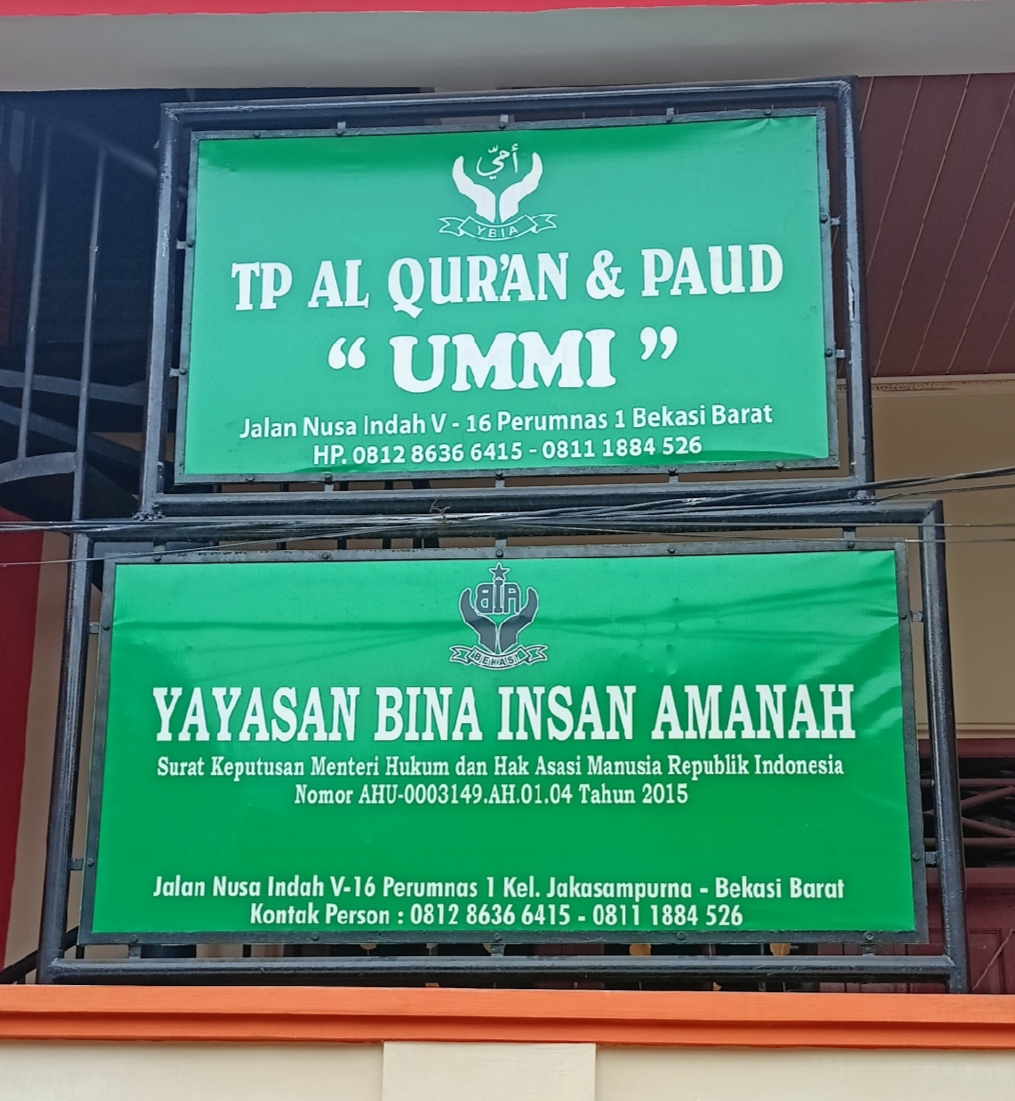 أمّي
YBIA
TP AL QUR'AN & PAUD
“ UMMI ”
Jalan Nusa Indah V - 16 Perumnas 1 Bekasi Barat
HP. 0812 8636 6415 - 0811 1884 526
BIA
BEKASI
YAYASAN BINA INSAN AMANAH
Surat Keputusan Menteri Hukum dan Hak Asasi Manusia Republik Indonesia
Nomor AHU-0003149.AH.01.04 Tahun 2015
Jalan Nusa Indah V-16 Perumnas 1 Kel. Jakasampurna - Bekasi Barat
Kontak Person : 0812 8636 6415 - 0811 1884 526